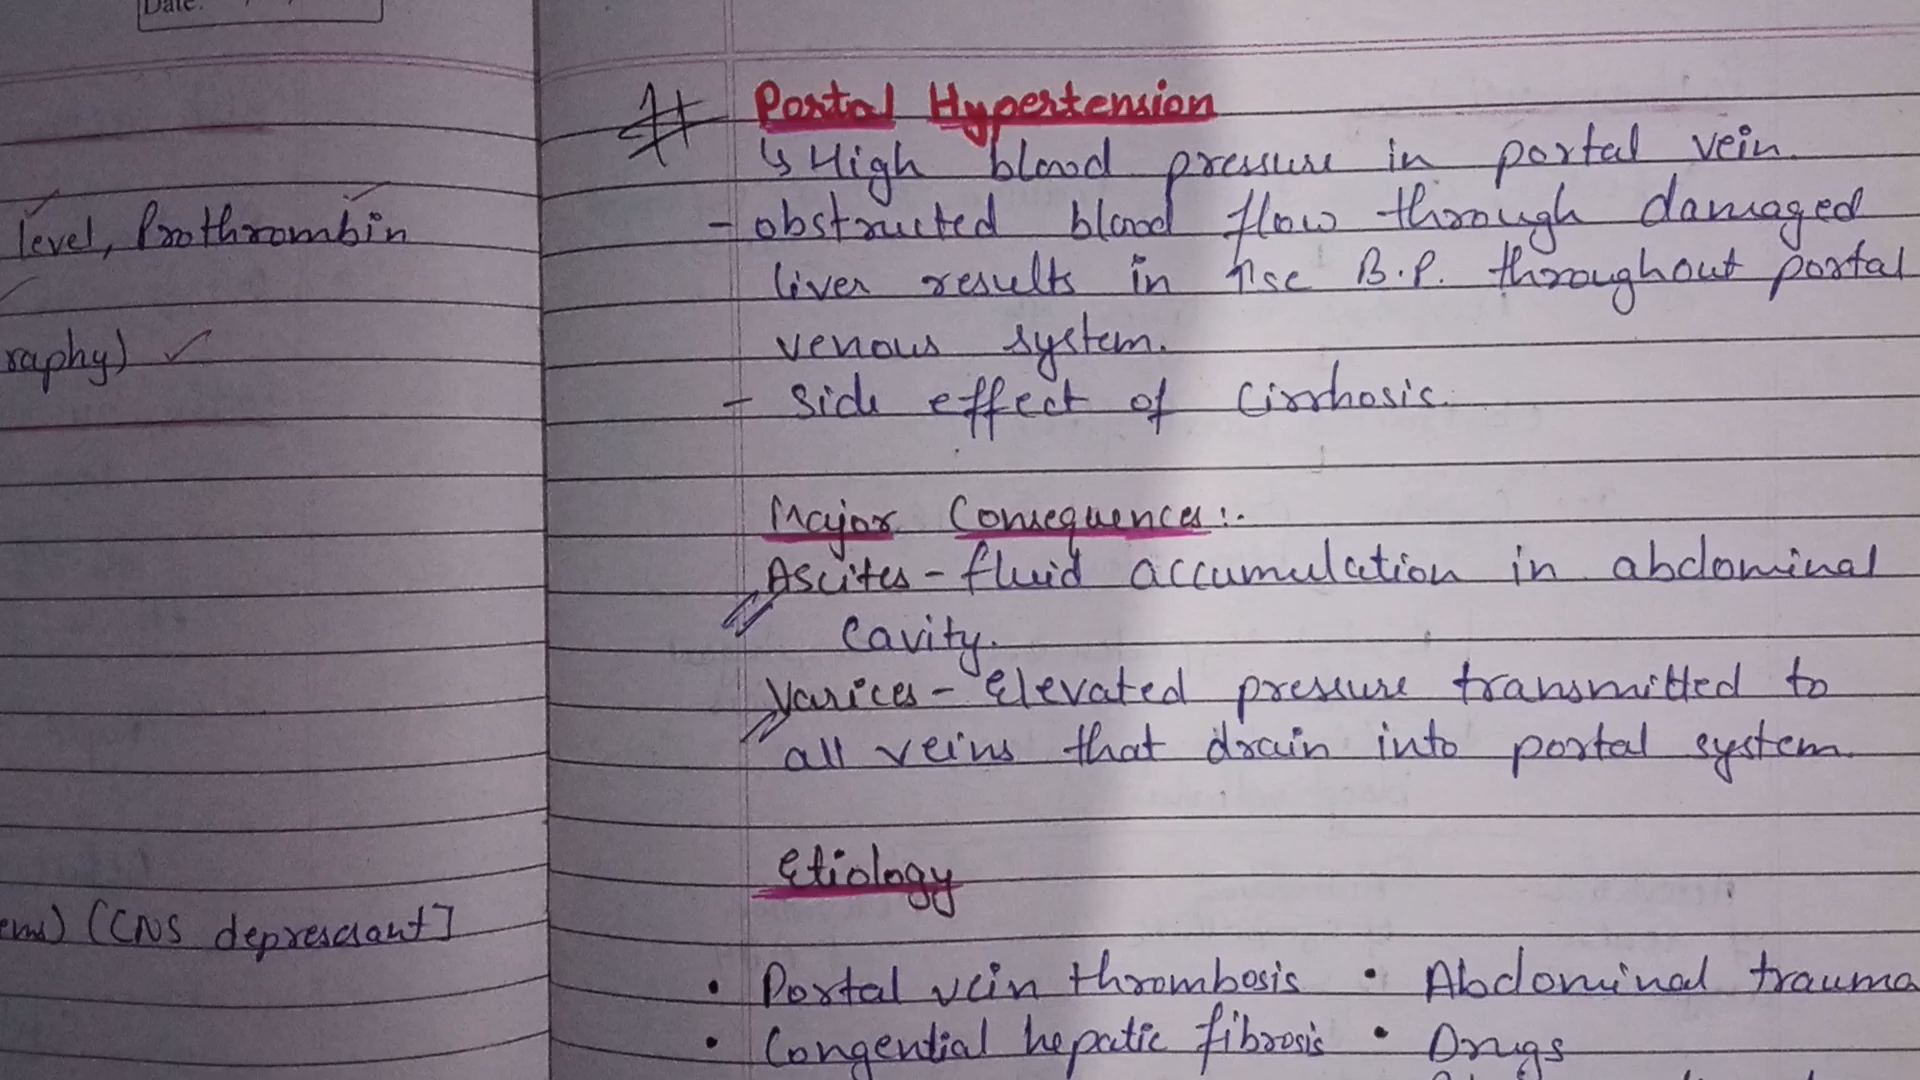 Date:
level, Prothrombin
raphy)
(CNS depressant]
# Portal Hypertension
↳ High blood pressure in portal vein.
- obstructed blood flow through damaged
liver results in rise B.P. throughout portal
venous system.
- Side effect of Cirrhosis.
Major Consequences:-
Ascites - fluid accumulation in abdominal
Cavity.
Varices - Elevated pressure transmitted to
all veins that drain into portal system.
Etiology
• Portal vein thrombosis • Abdominal trauma
• Congential hepatic fibrosis • Drugs